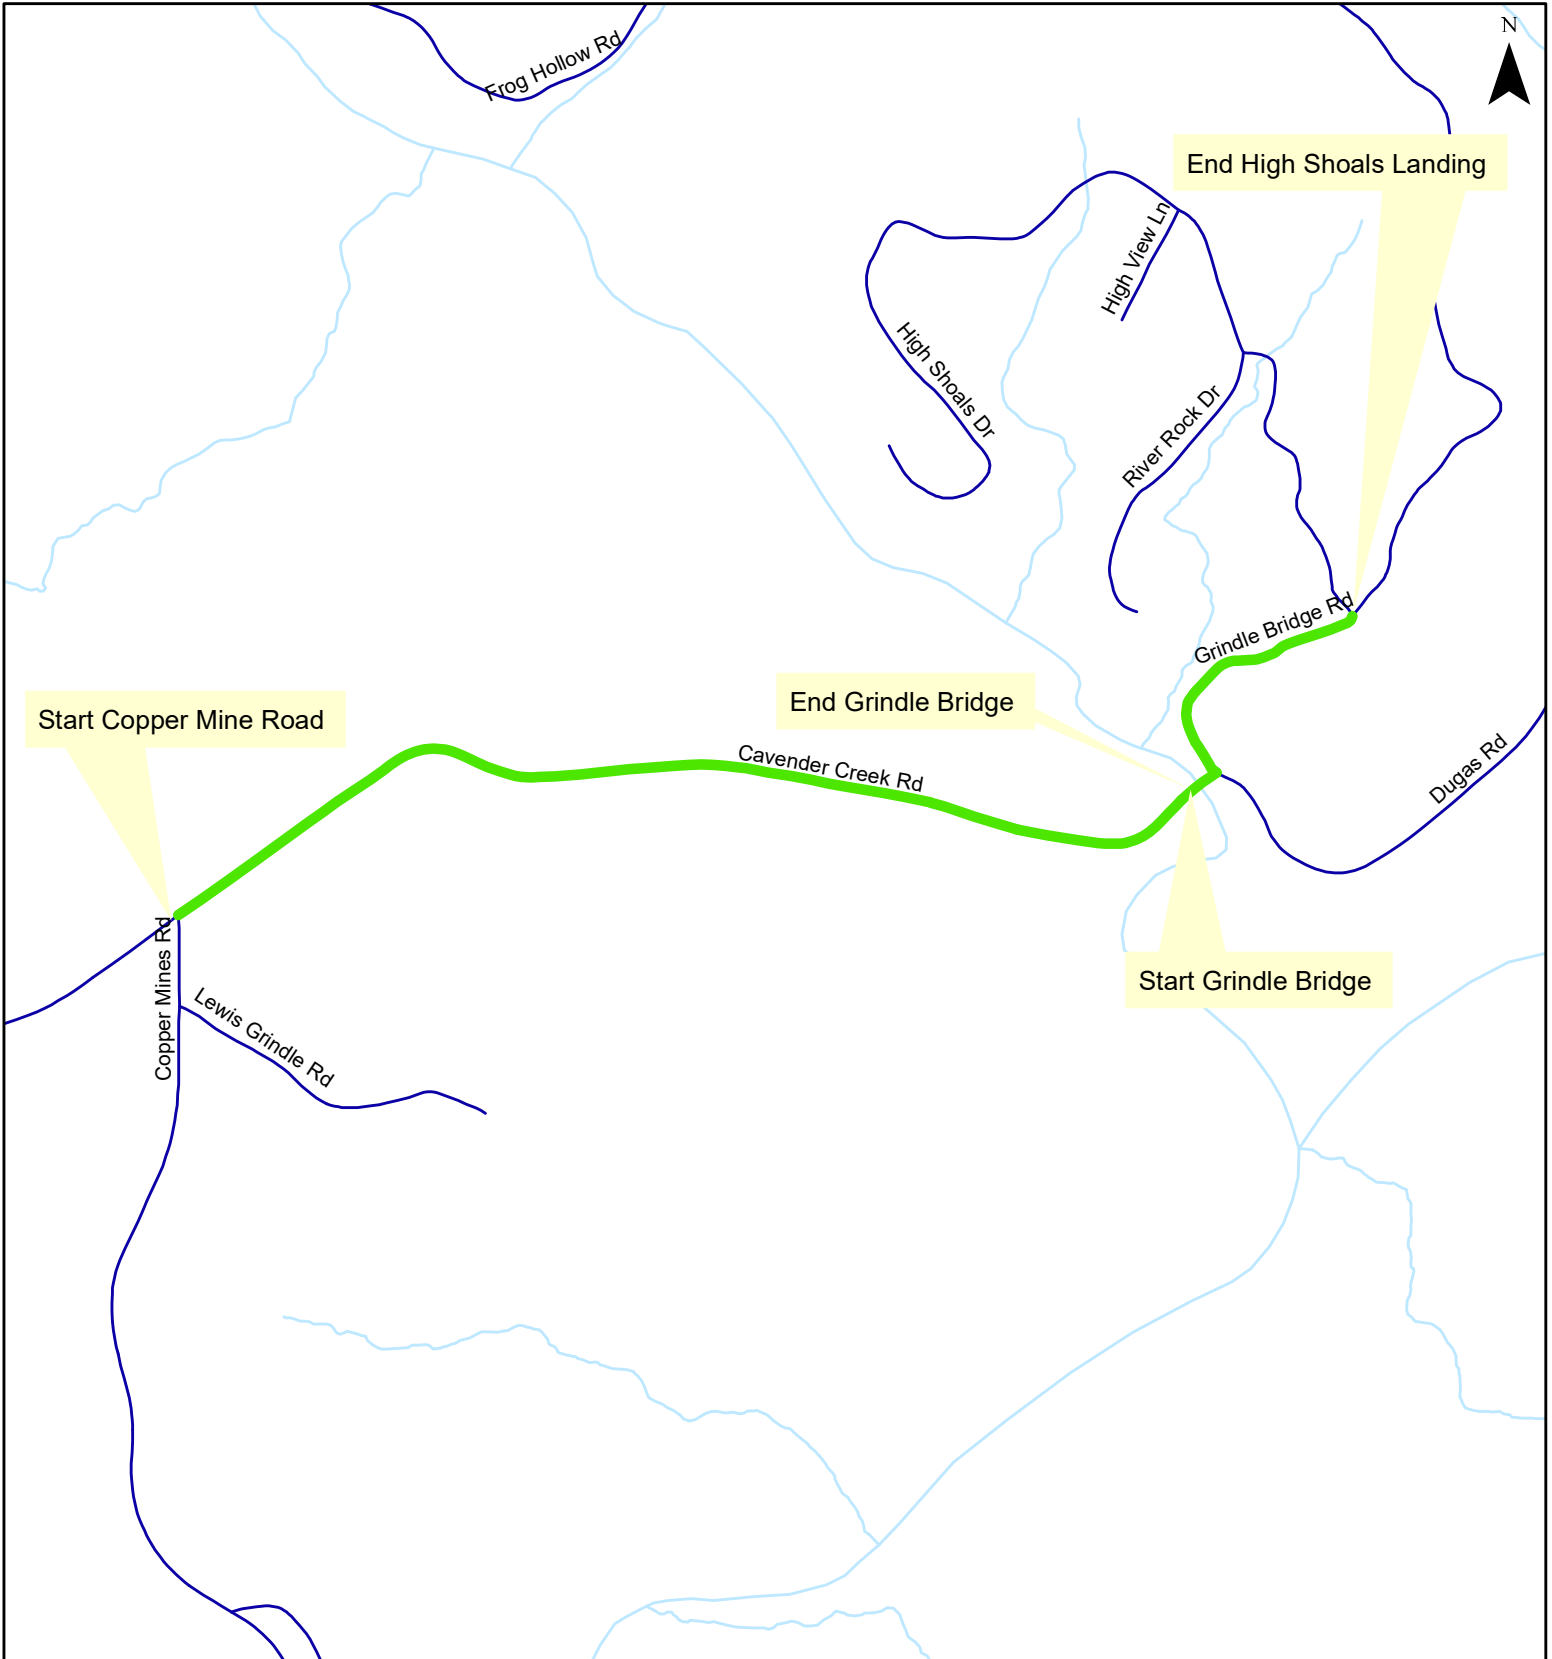 N
Frog Hollow Rd
End High Shoals Landing
High View Ln
High Shoals Dr
River Rock Dr
Grindle Bridge Rd
End Grindle Bridge
Start Copper Mine Road
Cavender Creek Rd
Dugas Rd
Start Grindle Bridge
Copper Mines Rd
Lewis Grindle Rd